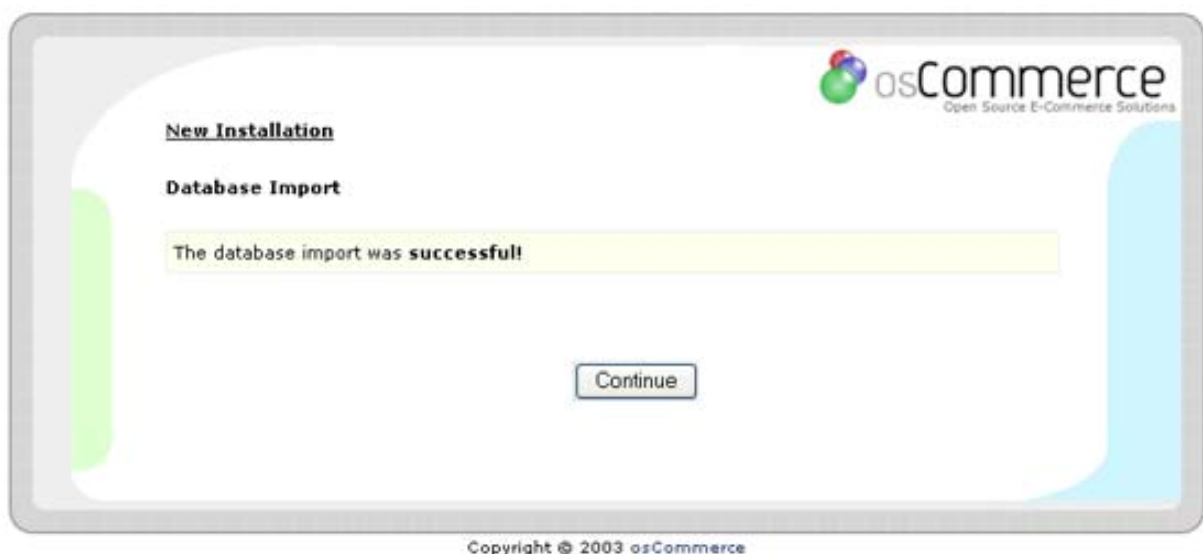 osCommerce
Open Source E-Commerce Solutions
New Installation
Database Import
The database import was successful!
Continue
Copyright © 2003 osCommerce